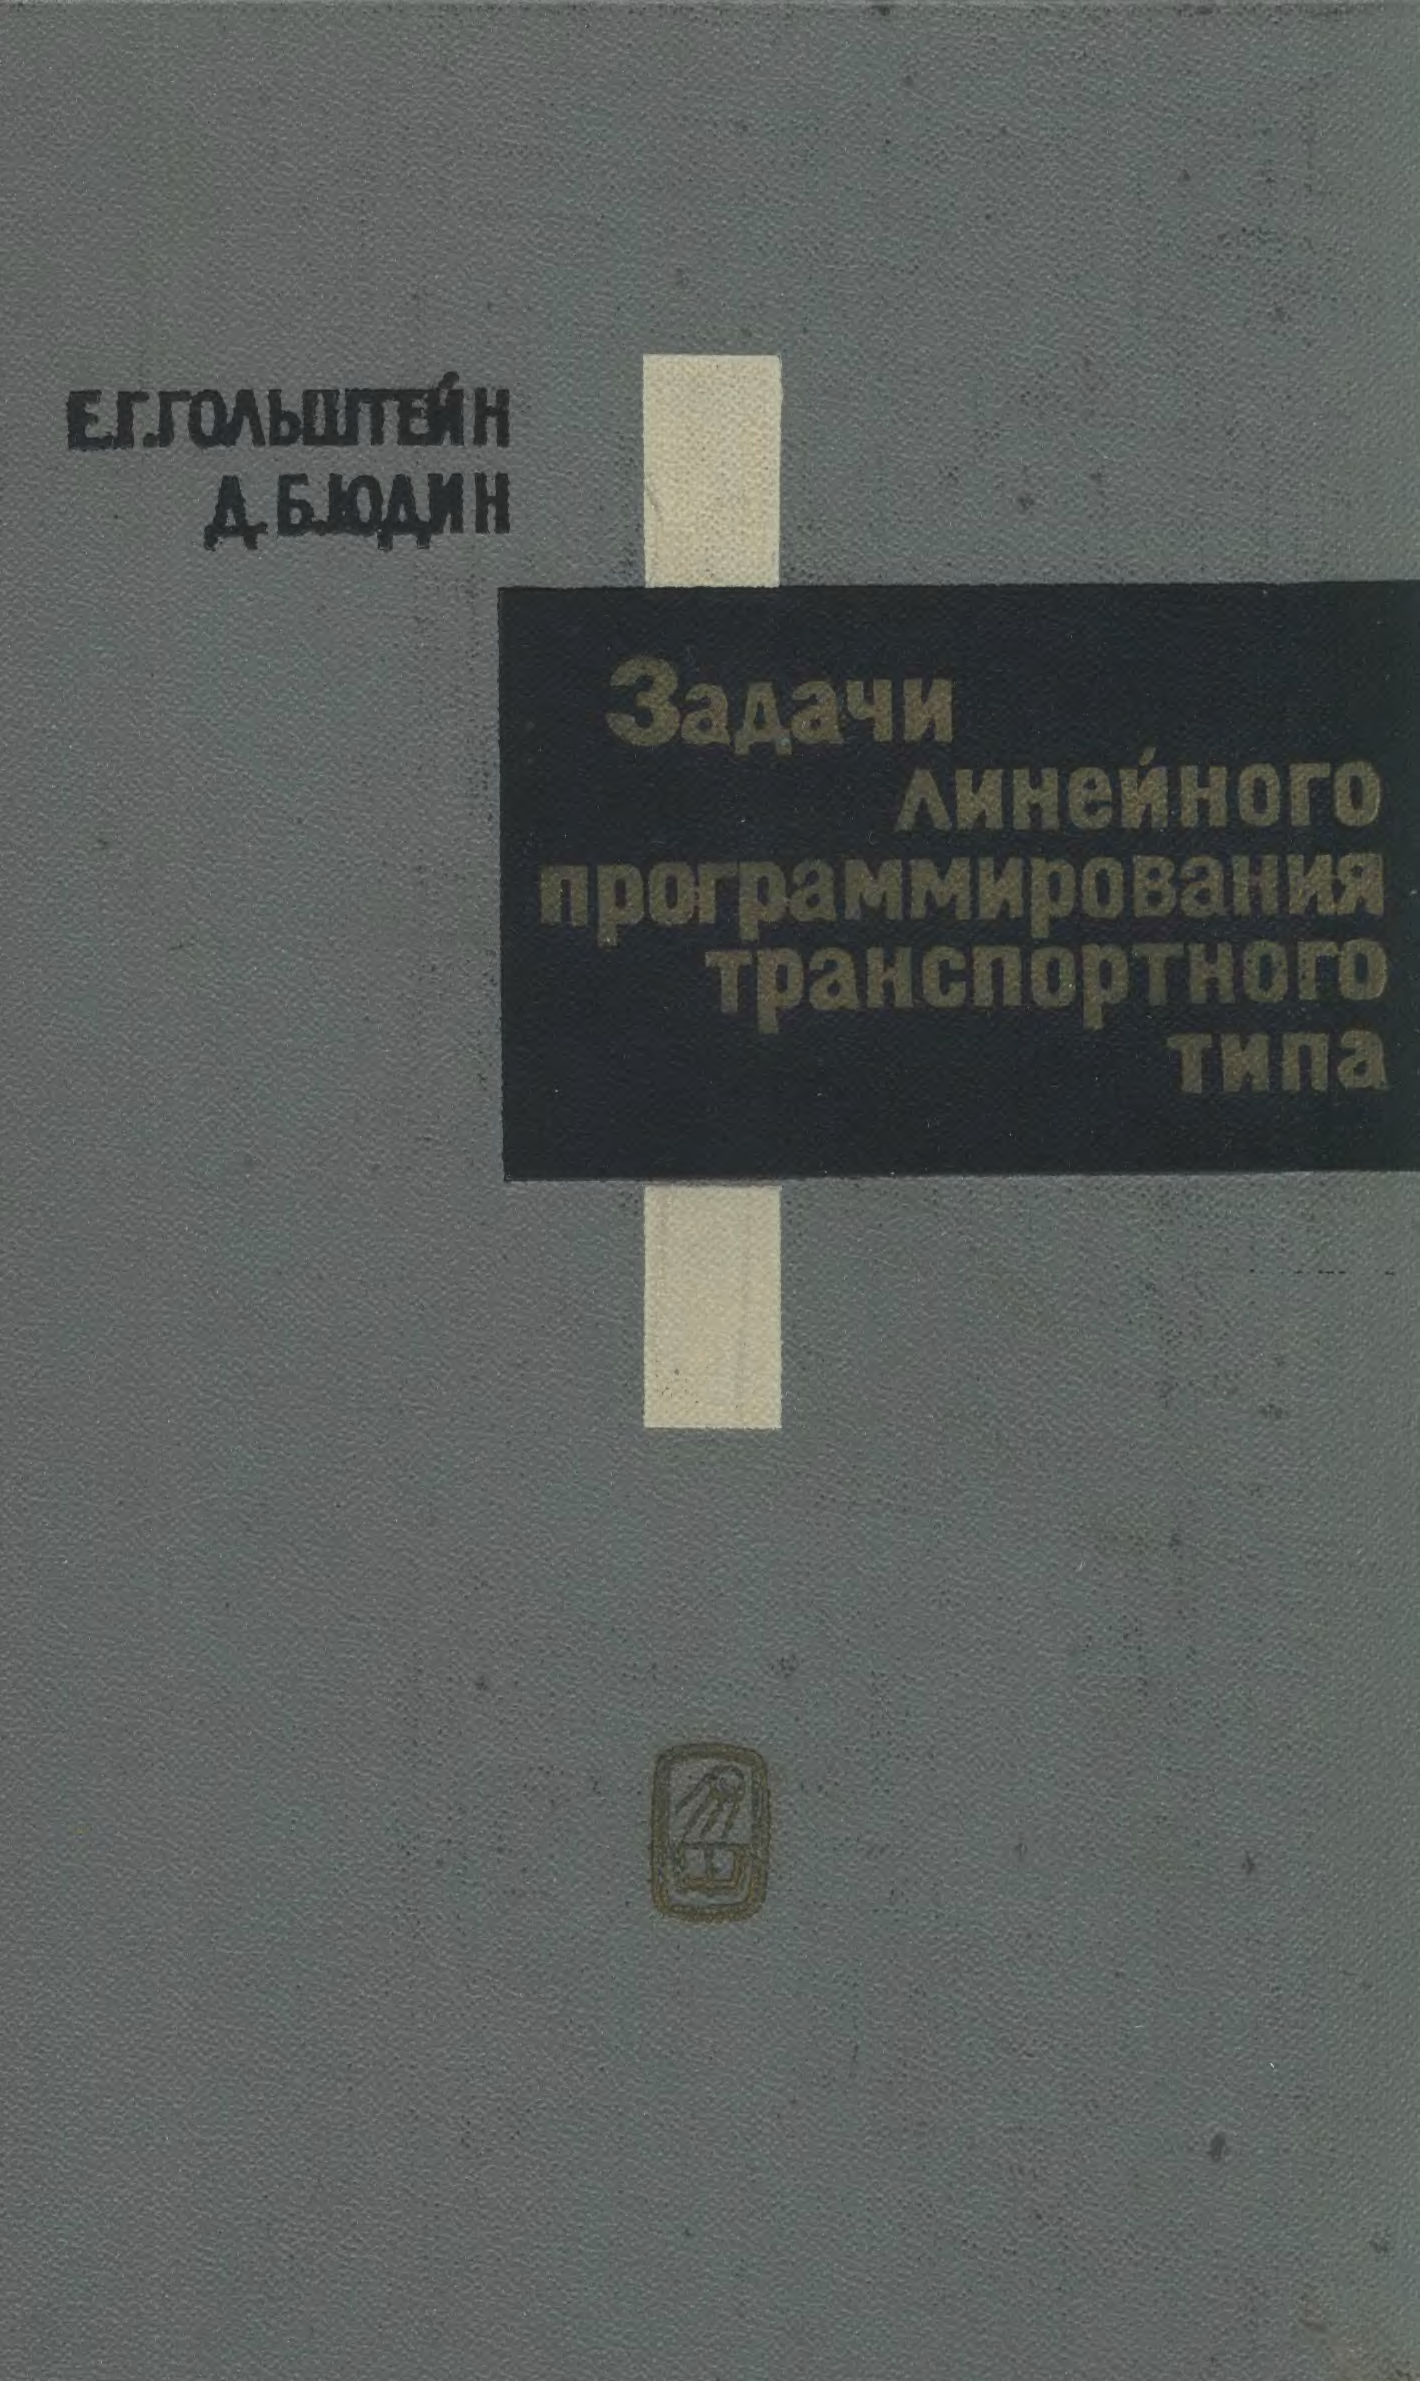 Е.Г.ГОЛЬШТЕЙН
Д.Б.ЮДИН
Задачи
линейного
программирования
транспортного
типа